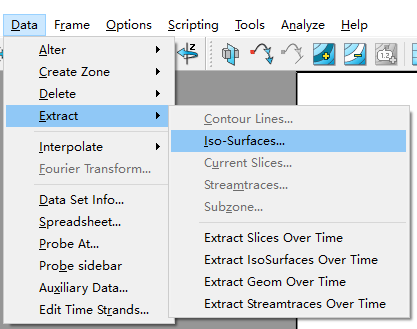 Data Frame Options Scripting Tools Analyze Help
Alter
Create Zone
Delete
Extract
Interpolate
Fourier Transform...
Data Set Info...
Spreadsheet...
Probe At...
Probe sidebar
Auxiliary Data...
Edit Time Strands...
Contour Lines...
Iso-Surfaces...
Current Slices...
Streamtraces...
Subzone...
Extract Slices Over Time
Extract IsoSurfaces Over Time
Extract Geom Over Time
Extract Streamtraces Over Time
Z
1.2